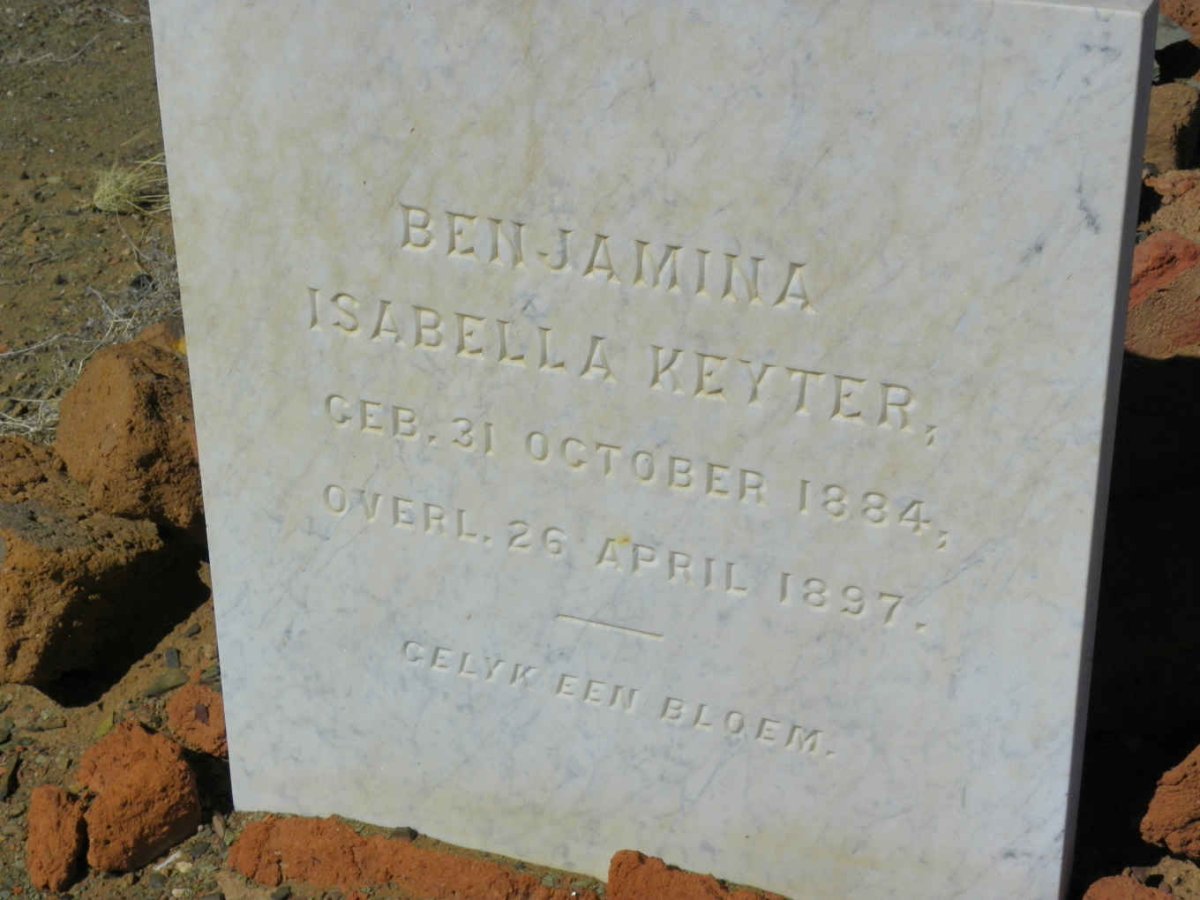 BENJAMINA
ISABELLA KEYTER,
GEB. 31 OCTOBER 1884,
OVERL. 26 APRIL 1897.
GELYK EEN BLOEM.